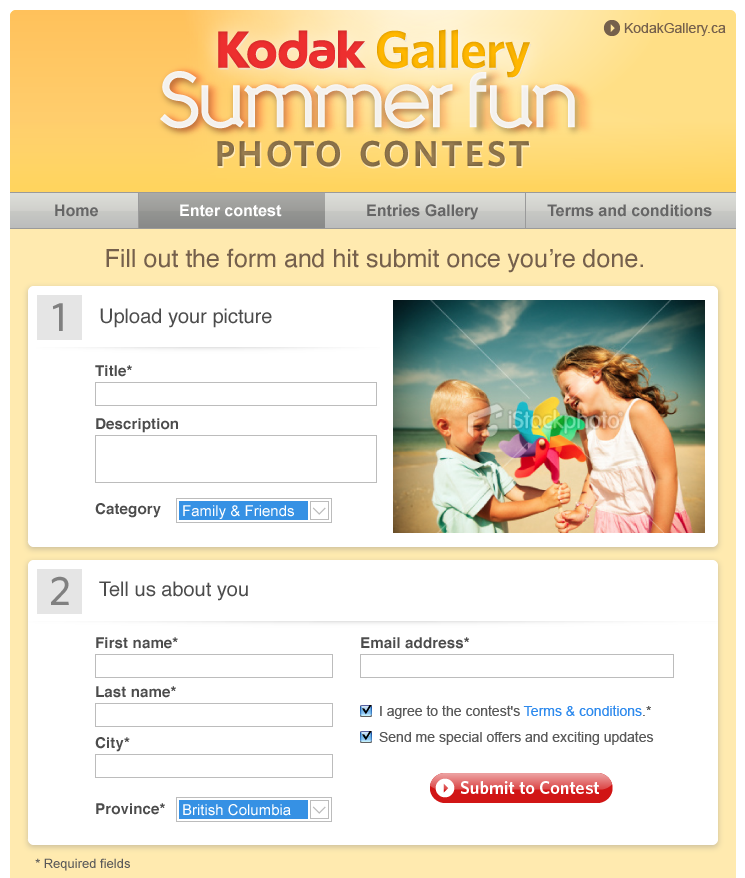 KodakGallery.ca
Kodak Gallery
Summer fun
PHOTO CONTEST
Home Enter contest Entries Gallery Terms and conditions
Fill out the form and hit submit once you’re done.
1 Upload your picture
Title*
Description
Category Family & Friends
iStockphoto
2 Tell us about you
First name* Email address*
Last name*
I agree to the contest's Terms & conditions.*
Send me special offers and exciting updates
City*
Submit to Contest
Province* British Columbia
* Required fields